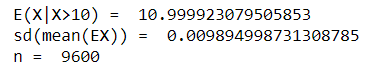 E(X|X>10) =  10.999923079505853
sd(mean(EX)) =  0.009894998731308785
n =  9600